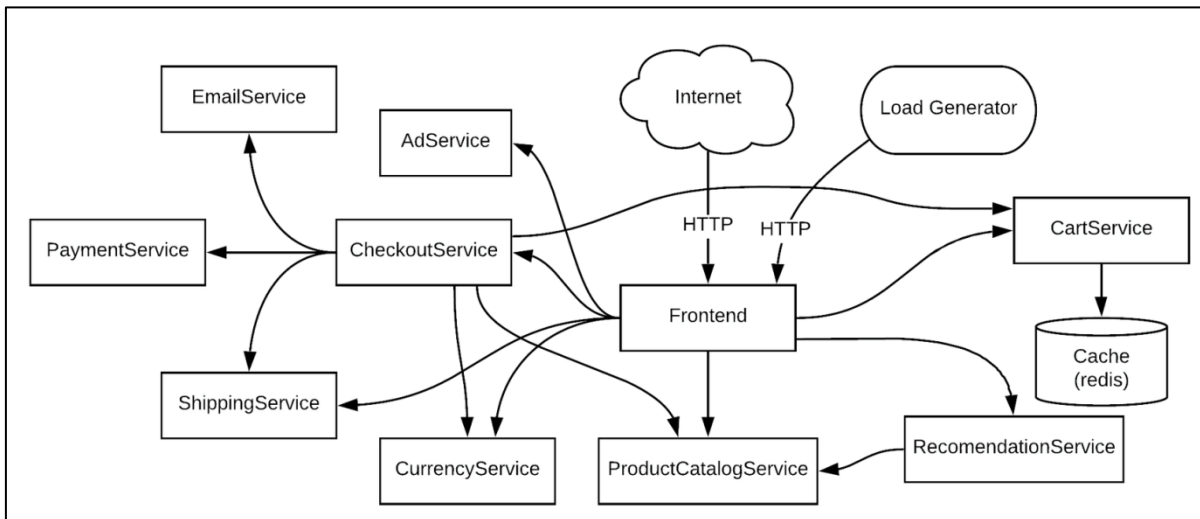 EmailService
Internet
Load Generator
AdService
HTTP
HTTP
PaymentService
CheckoutService
CartService
Frontend
Cache
(redis)
ShippingService
CurrencyService
ProductCatalogService
RecomendationService